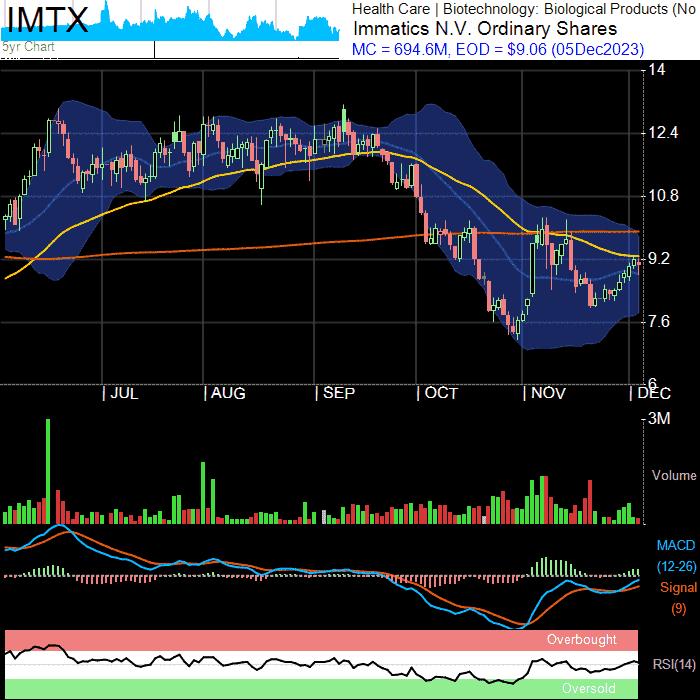 IMTX
5yr Chart
Health Care | Biotechnology: Biological Products (No
Immatics N.V. Ordinary Shares
MC = 694.6M, EOD = $9.06 (05Dec2023)
14
12.4
10.8
9.2
7.6
6
JUL
AUG
SEP
OCT
NOV
DEC
3M
Volume
MACD
(12-26)
Signal
(9)
Overbought
RSI(14)
Oversold